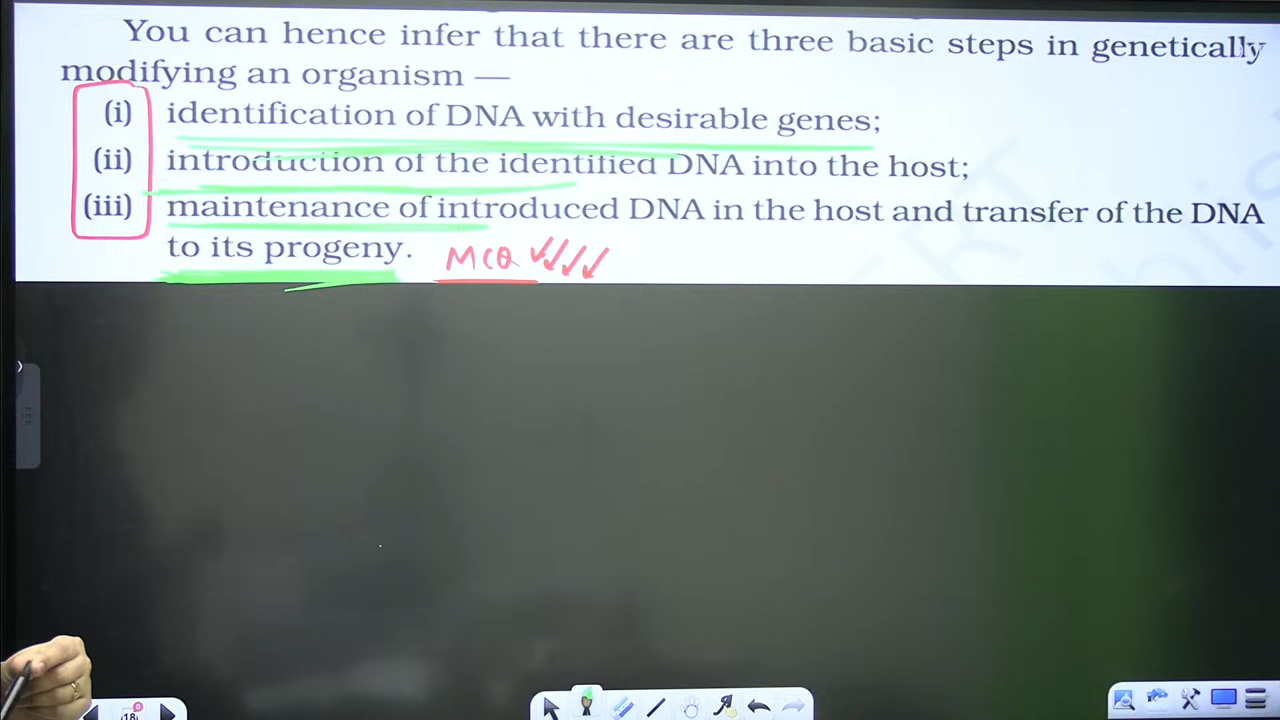 You can hence infer that there are three basic steps in genetically
modifying an organism —
(i) identification of DNA with desirable genes;
(ii) introduction of the identified DNA into the host;
(iii) maintenance of introduced DNA in the host and transfer of the DNA
to its progeny. MCQ
18